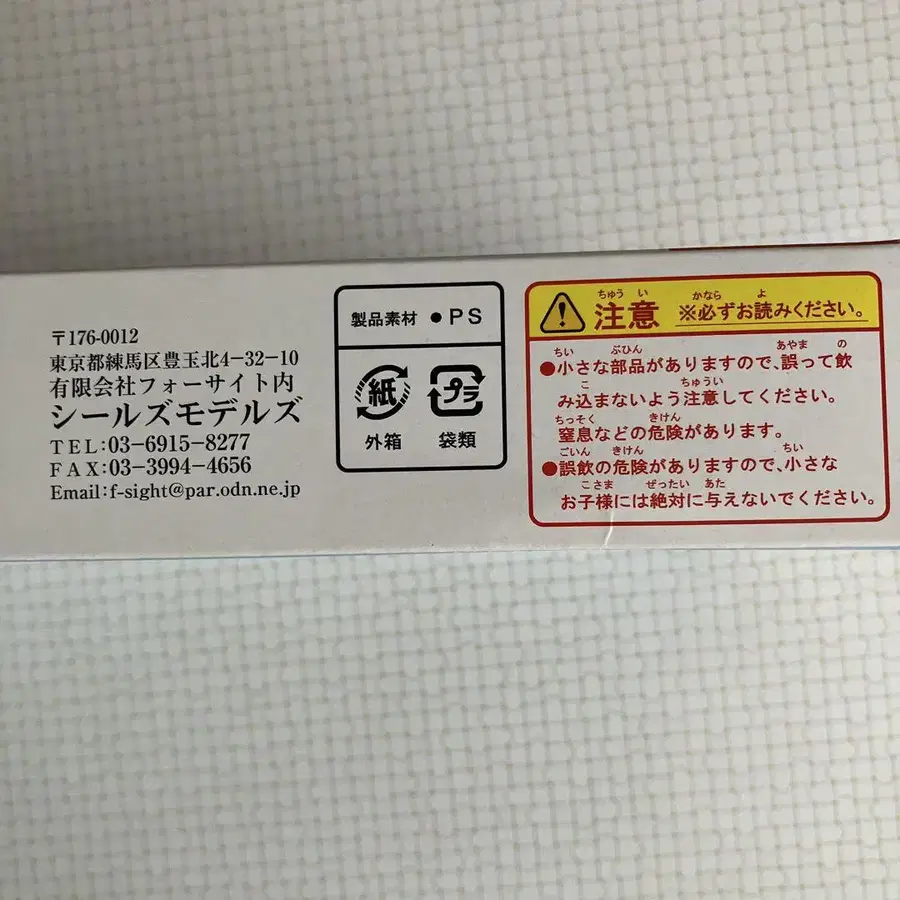 〒176-0012
東京都練馬区豊玉北4-32-10
有限会社フォーサイト内
シールズモデルズ
TEL:03-6915-8277
FAX:03-3994-4656
Email:f-sight@par.odn.ne.jp
製品素材 ●PS
紙 プラ
外箱 袋類
ちゅう い かなら よ
注意 ※必ずお読みください。
ちい ぶひん あやま の
●小さな部品がありますので、誤って飲
こ ちゅうい
み込まないよう注意してください。
ちっそく きけん
窒息などの危険があります。
ごいん きけん ちい
●誤飲の危険がありますので、小さな
こさま ぜったい あた
お子様には絶対に与えないでください。